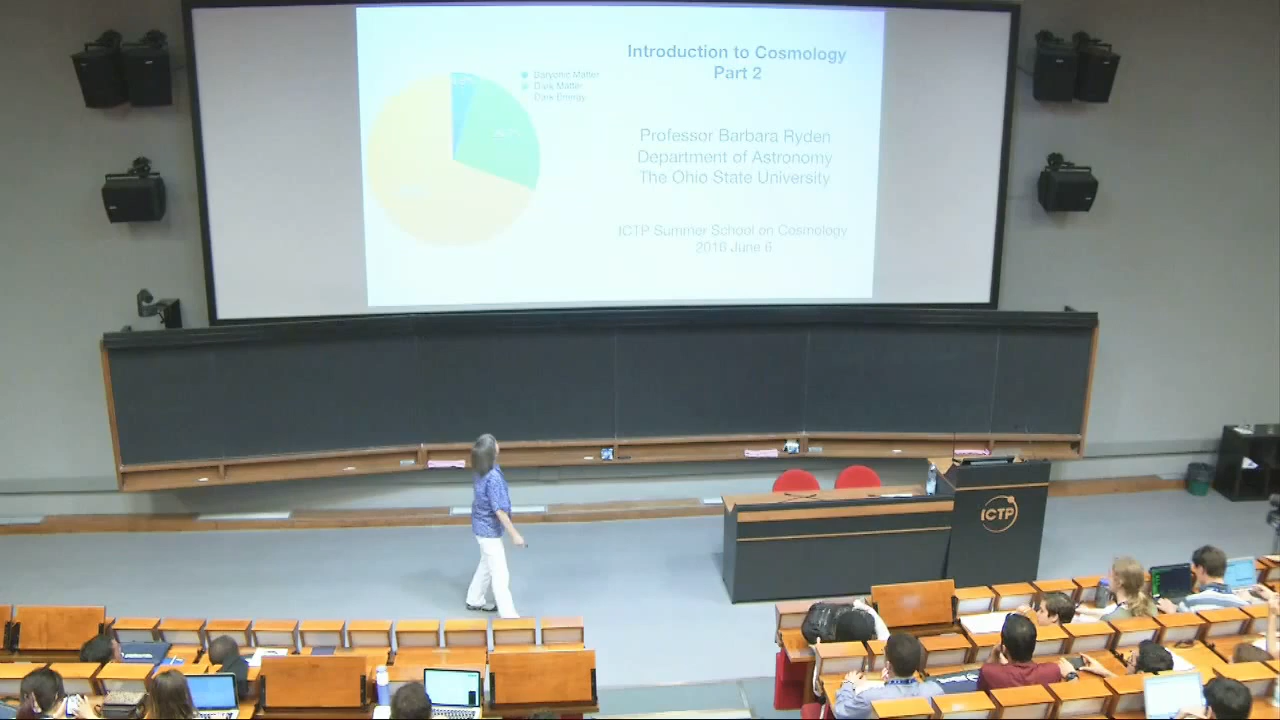 Introduction to Cosmology
Part 2
Baryonic Matter
Dark Matter
Dark Energy
Professor Barbara Ryden
Department of Astronomy
The Ohio State University
ICTP Summer School on Cosmology
2016 June 6
ICTP